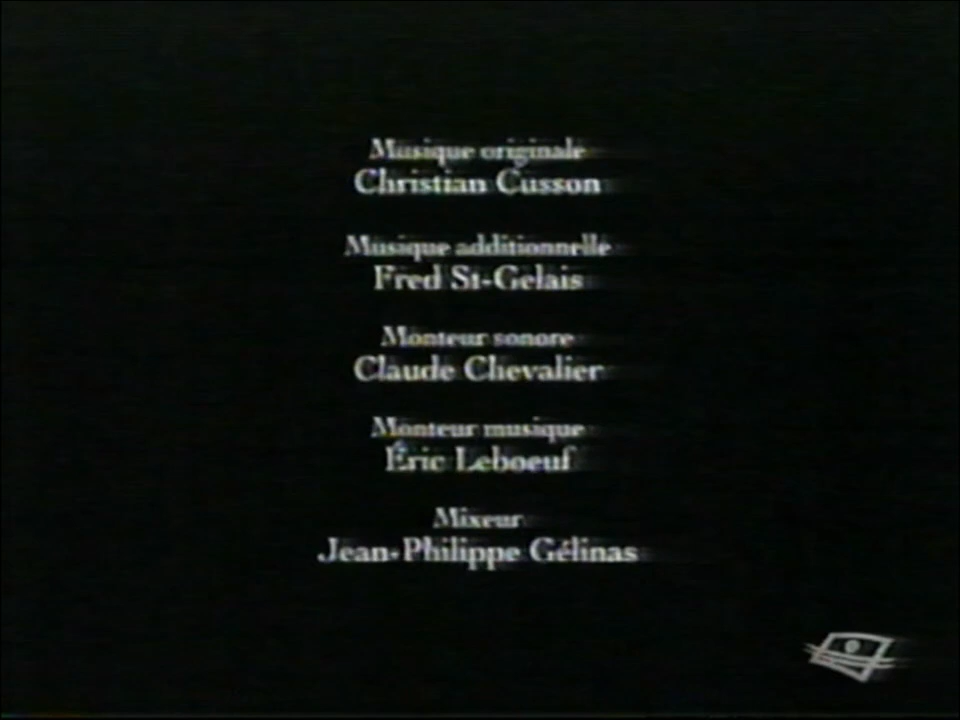 Musique originale
Christian Cusson
Musique additionnelle
Fred St-Gelais
Monteur sonore
Claude Chevalier
Monteur musique
Éric Leboeuf
Mixeur
Jean-Philippe Gélinas